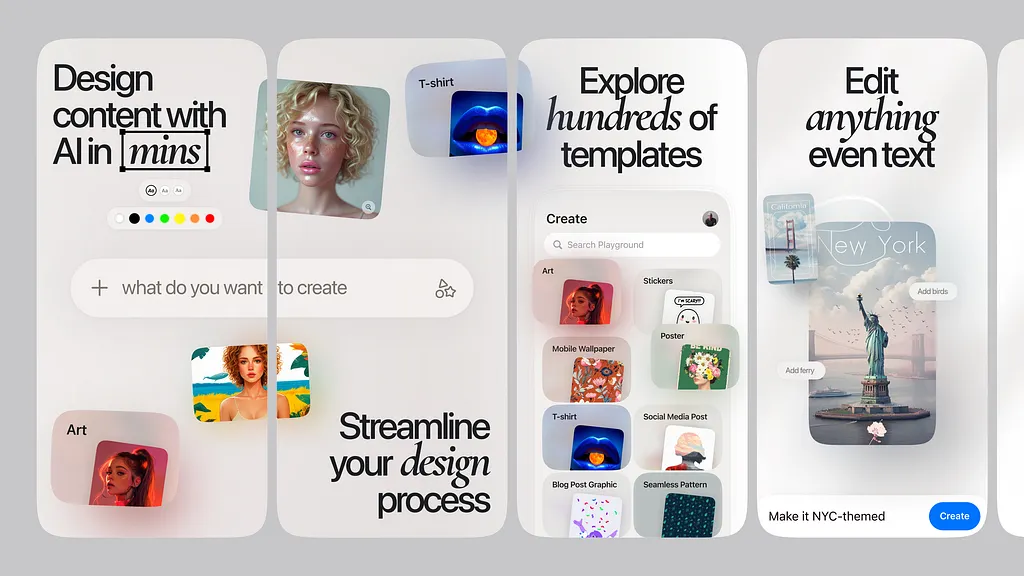 Design
content with
AI in mins
Aa Aa Aa
what do you want to create
Art
T-shirt
Streamline
your design
process
Explore
hundreds of
templates
Create
Search Playground
Art
Stickers
I'M SCARY!!!
Mobile Wallpaper
Poster
BE KIND
T-shirt
Social Media Post
Blog Post Graphic
Seamless Pattern
Edit
anything
even text
California
New York
Add birds
Add ferry
Make it NYC-themed
Create